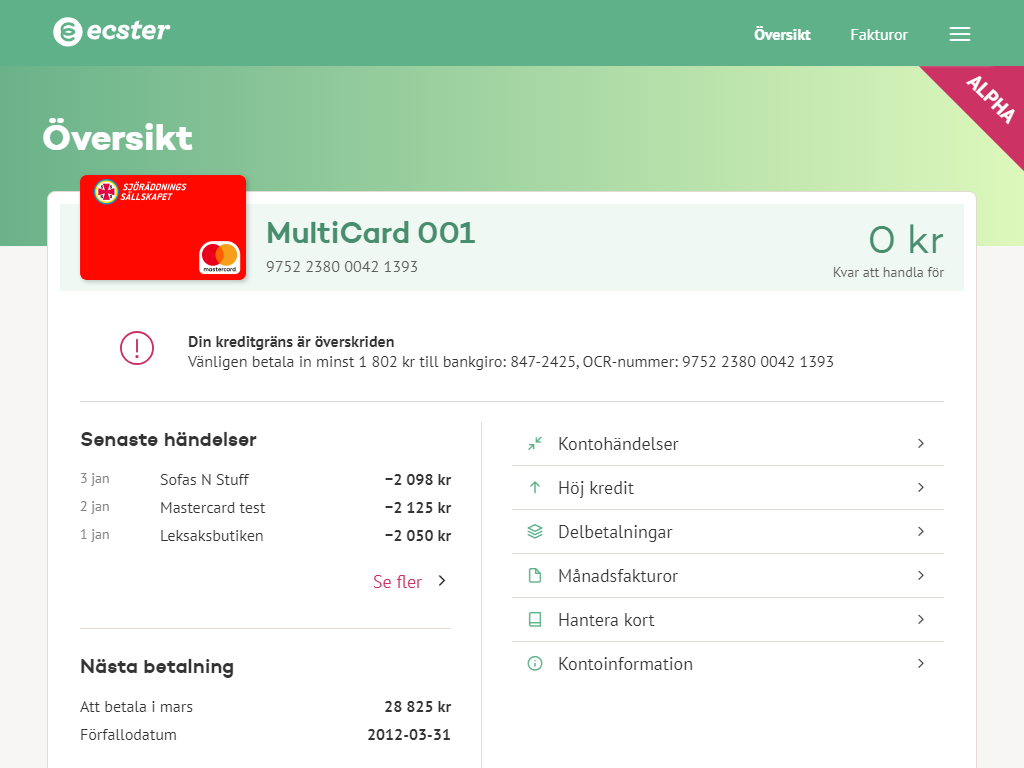 ecster
Översikt
Fakturor
ALPHA
Översikt
SJÖRÄDDNINGS
SÄLLSKAPET
mastercard
MultiCard 001
9752 2380 0042 1393
0 kr
Kvar att handla för
Din kreditgräns är överskriden
Vänligen betala in minst 1 802 kr till bankgiro: 847-2425, OCR-nummer: 9752 2380 0042 1393
Senaste händelser
3 jan Sofas N Stuff −2 098 kr
2 jan Mastercard test −2 125 kr
1 jan Leksaksbutiken −2 050 kr
Se fler
Nästa betalning
Att betala i mars 28 825 kr
Förfallodatum 2012-03-31
Kontohändelser
Höj kredit
Delbetalningar
Månadsfakturor
Hantera kort
Kontoinformation